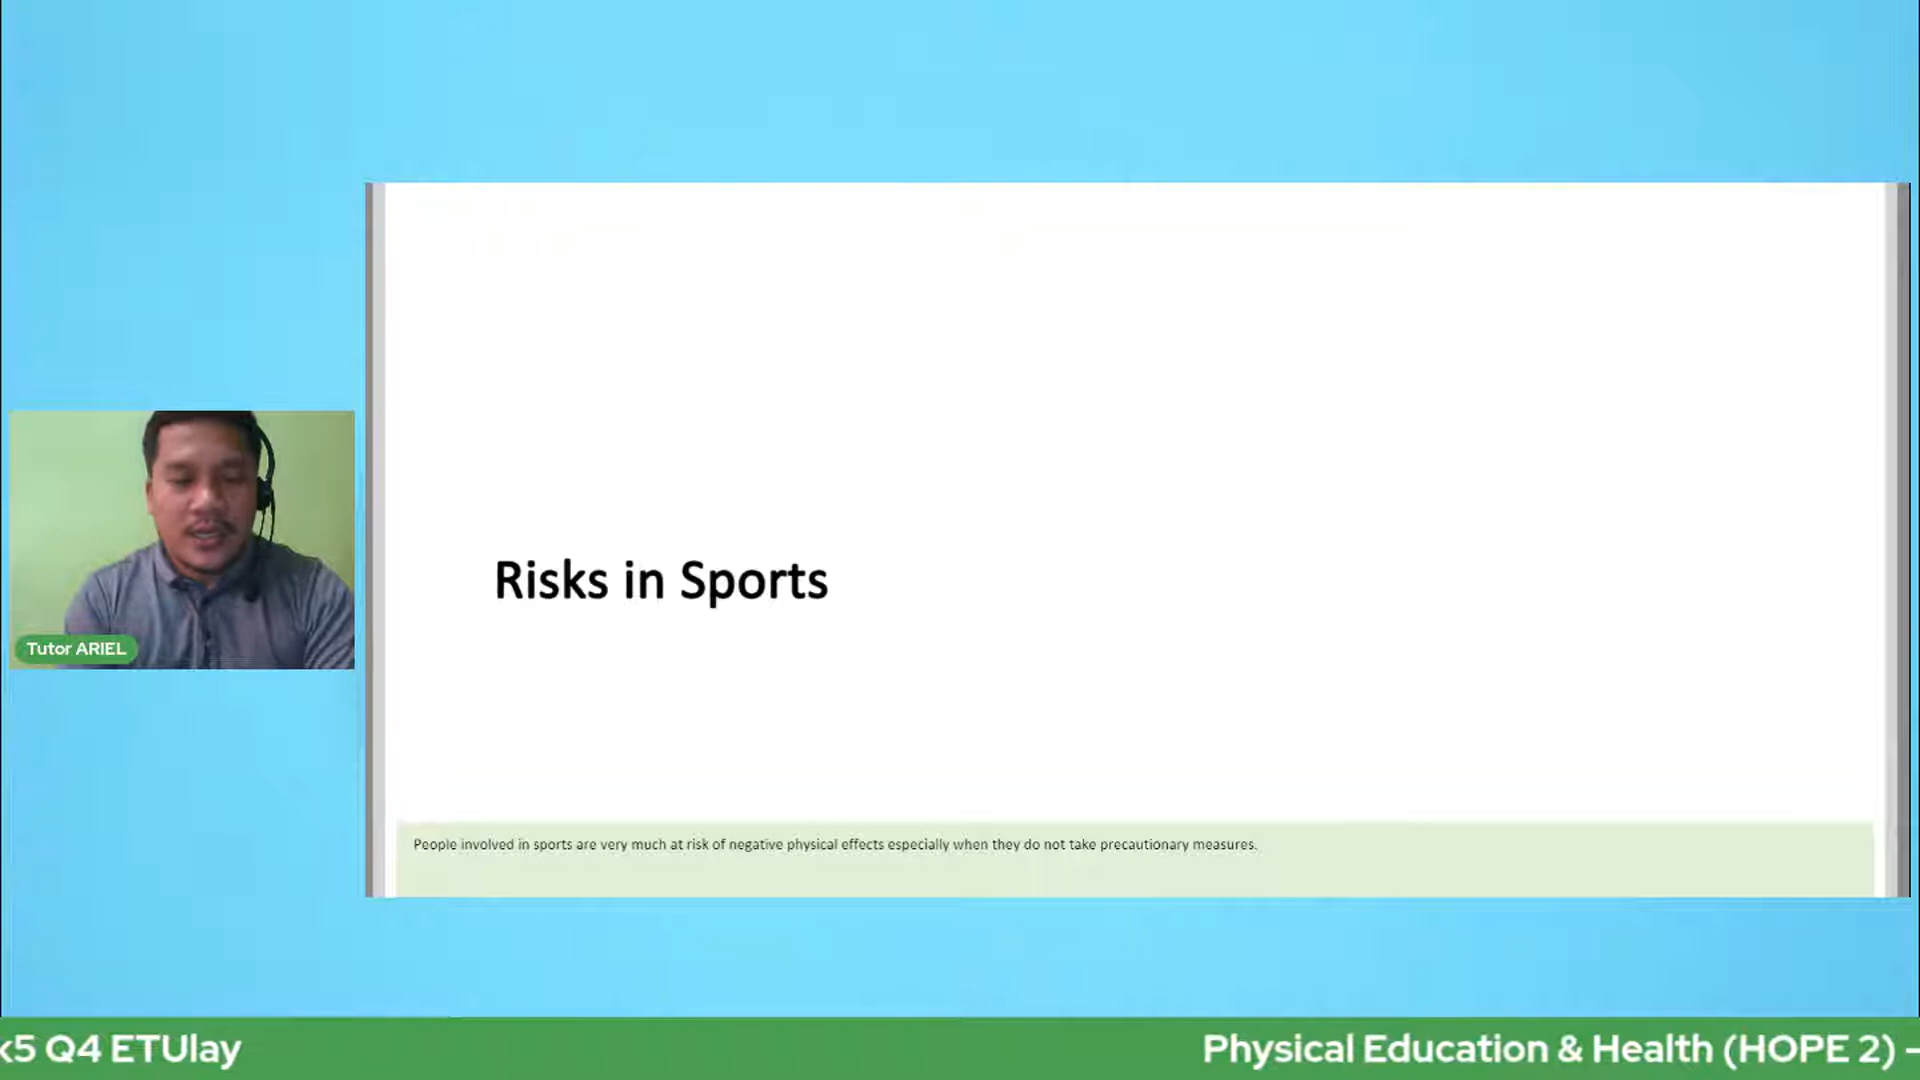 Risks in Sports
Tutor ARIEL
People involved in sports are very much at risk of negative physical effects especially when they do not take precautionary measures.
k5 Q4 ETUlay
Physical Education & Health (HOPE 2) –